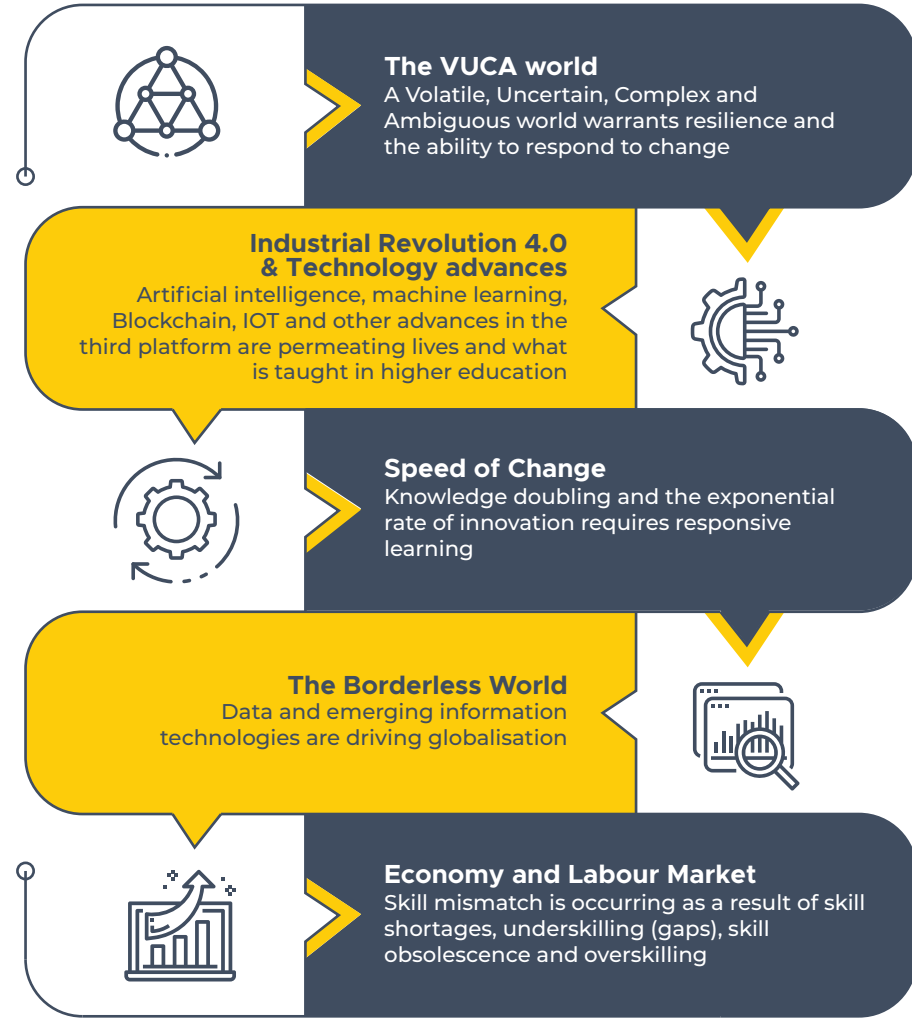 The VUCA world
A Volatile, Uncertain, Complex and
Ambiguous world warrants resilience and
the ability to respond to change
Industrial Revolution 4.0
& Technology advances
Artificial intelligence, machine learning,
Blockchain, IOT and other advances in the
third platform are permeating lives and what
is taught in higher education
Speed of Change
Knowledge doubling and the exponential
rate of innovation requires responsive
learning
The Borderless World
Data and emerging information
technologies are driving globalisation
Economy and Labour Market
Skill mismatch is occurring as a result of skill
shortages, underskilling (gaps), skill
obsolescence and overskilling